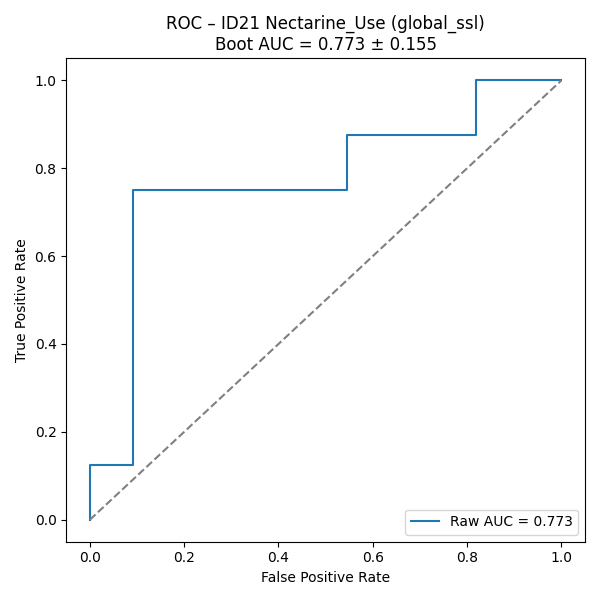 ROC – ID21 Nectarine_Use (global_ssl)
Boot AUC = 0.773 ± 0.155
True Positive Rate
1.0
0.8
0.6
0.4
0.2
0.0
Raw AUC = 0.773
0.0 0.2 0.4 0.6 0.8 1.0
False Positive Rate